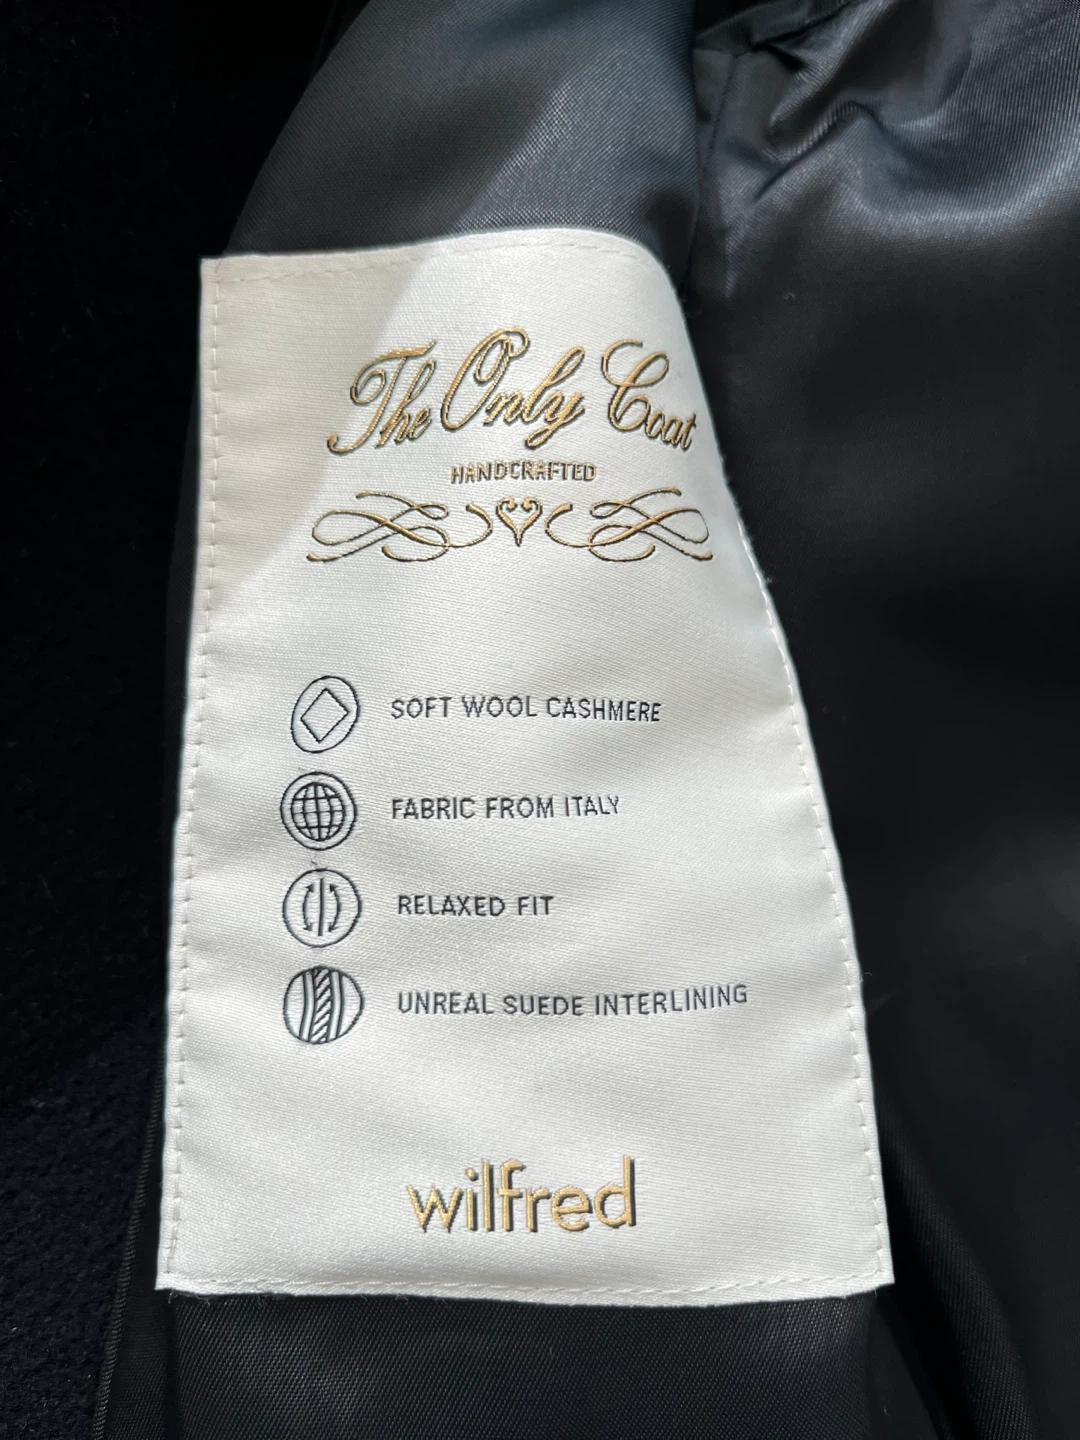 The Only Coat
HANDCRAFTED
SOFT WOOL CASHMERE
FABRIC FROM ITALY
RELAXED FIT
UNREAL SUEDE INTERLINING
wilfred